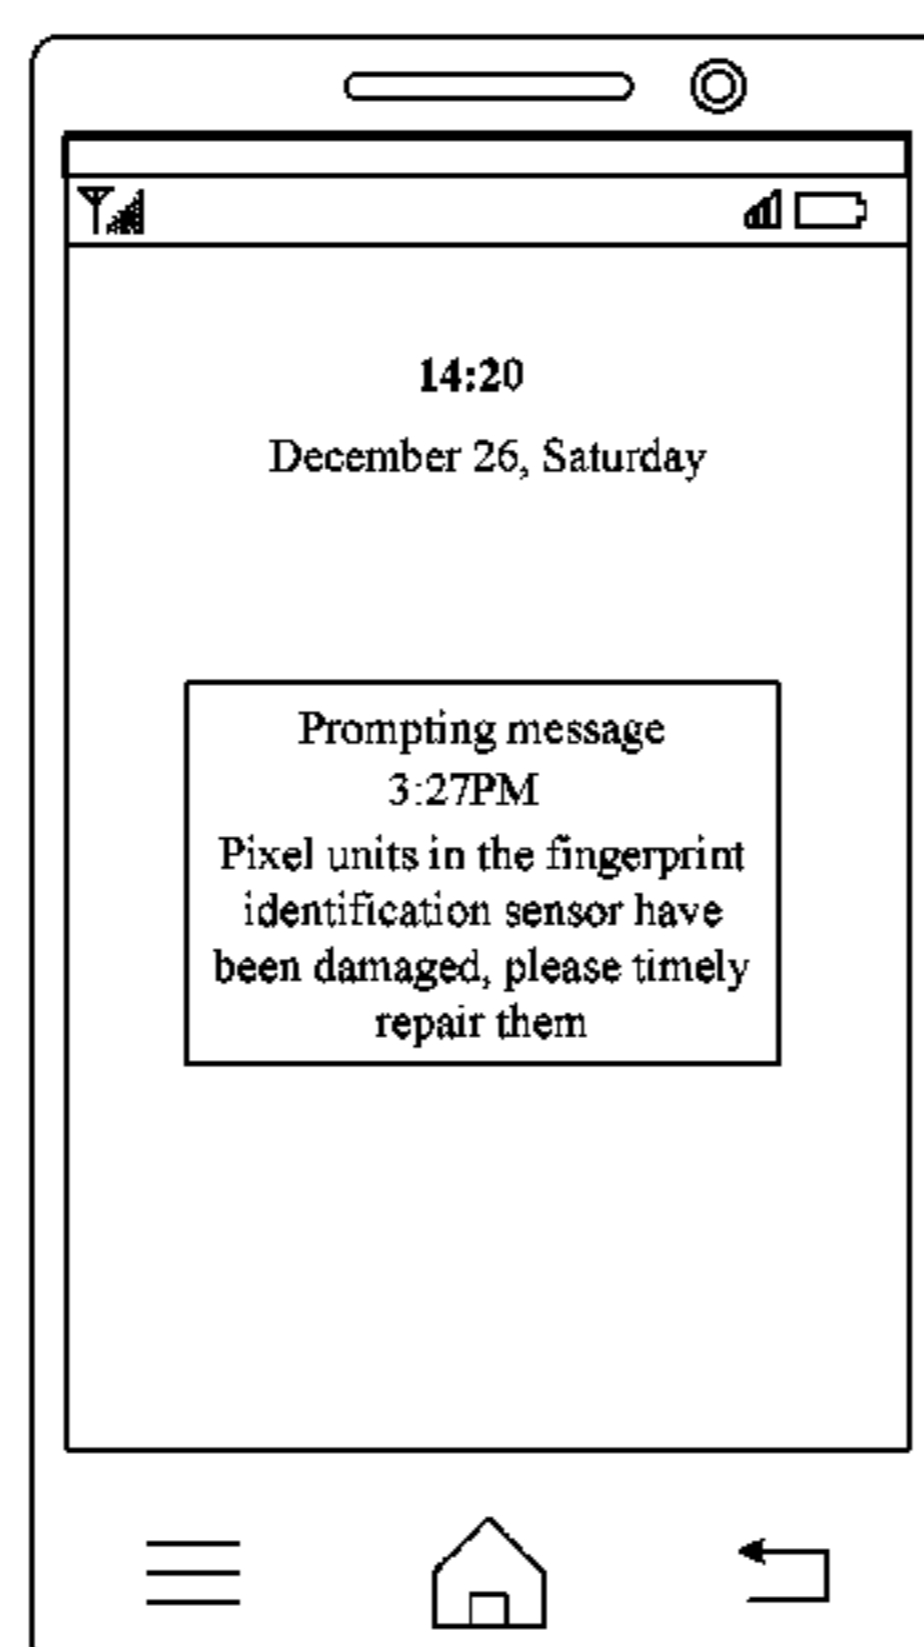 14:20
December 26, Saturday
Prompting message
3:27PM
Pixel units in the fingerprint
identification sensor have
been damaged, please timely
repair them